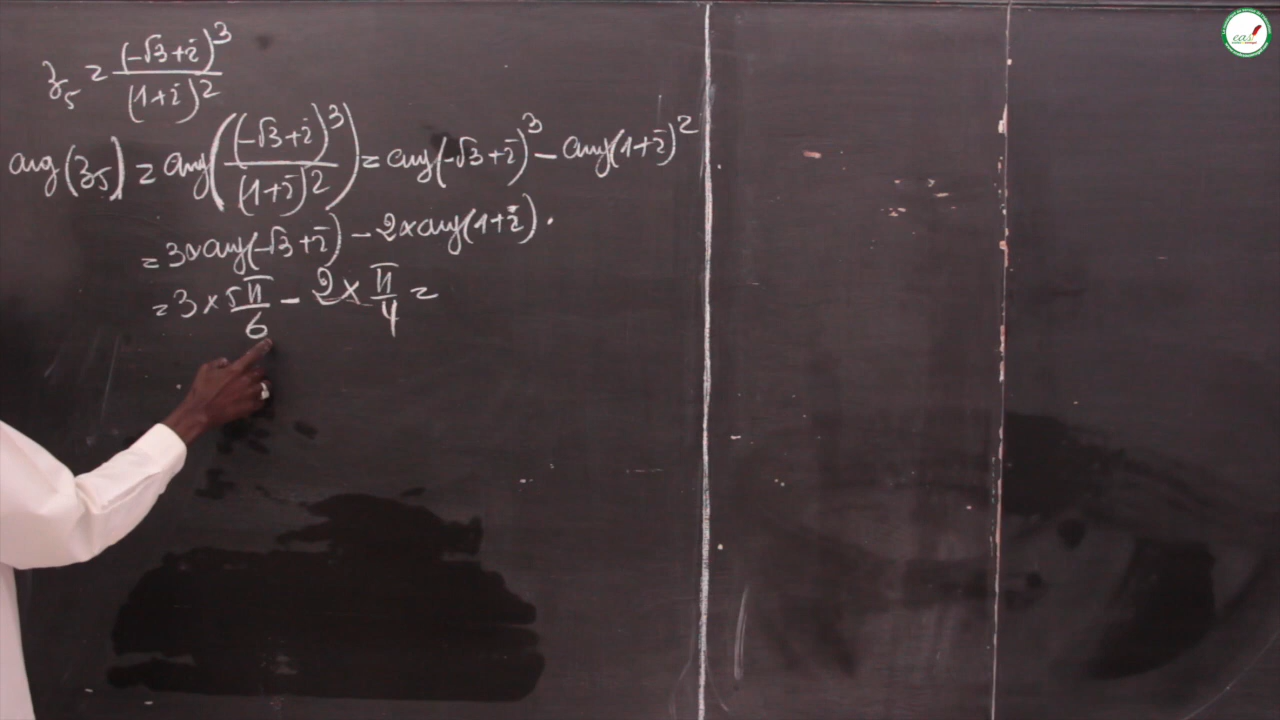 z₅ = (-√3+i)³/(1+i)²
arg(z₅) = arg((-√3+i)³/(1+i)²) = arg(-√3+i)³ - arg(1+i)²
= 3×arg(-√3+i) - 2×arg(1+i).
= 3×5π/6 - 2×π/4 =
eas